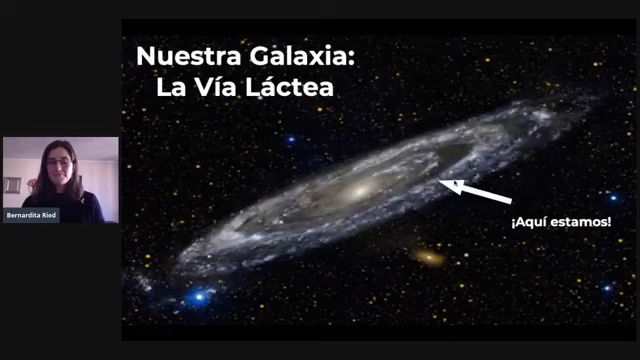 Nuestra Galaxia:
La Vía Láctea
Bernardita Ried
¡Aquí estamos!